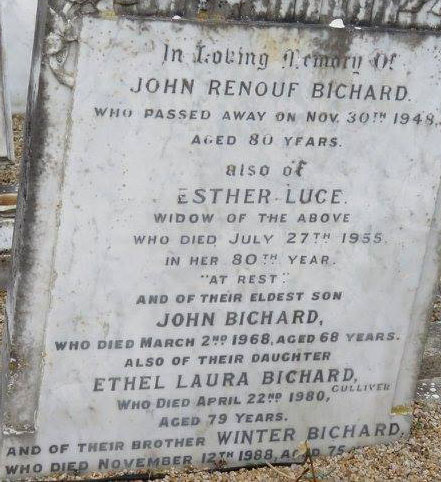 In Loving Memory Of
JOHN RENOUF BICHARD.
WHO PASSED AWAY ON NOV. 30TH 1948.
AGED 80 YEARS.
also of
ESTHER LUCE.
WIDOW OF THE ABOVE
WHO DIED JULY 27TH 1955.
IN HER 80TH YEAR.
"AT REST."
AND OF THEIR ELDEST SON
JOHN BICHARD,
WHO DIED MARCH 2ND 1968, AGED 68 YEARS.
ALSO OF THEIR DAUGHTER
ETHEL LAURA BICHARD,
GULLIVER
WHO DIED APRIL 22ND 1980,
AGED 79 YEARS.
AND OF THEIR BROTHER WINTER BICHARD.
WHO DIED NOVEMBER 12TH 1988, AGED 75